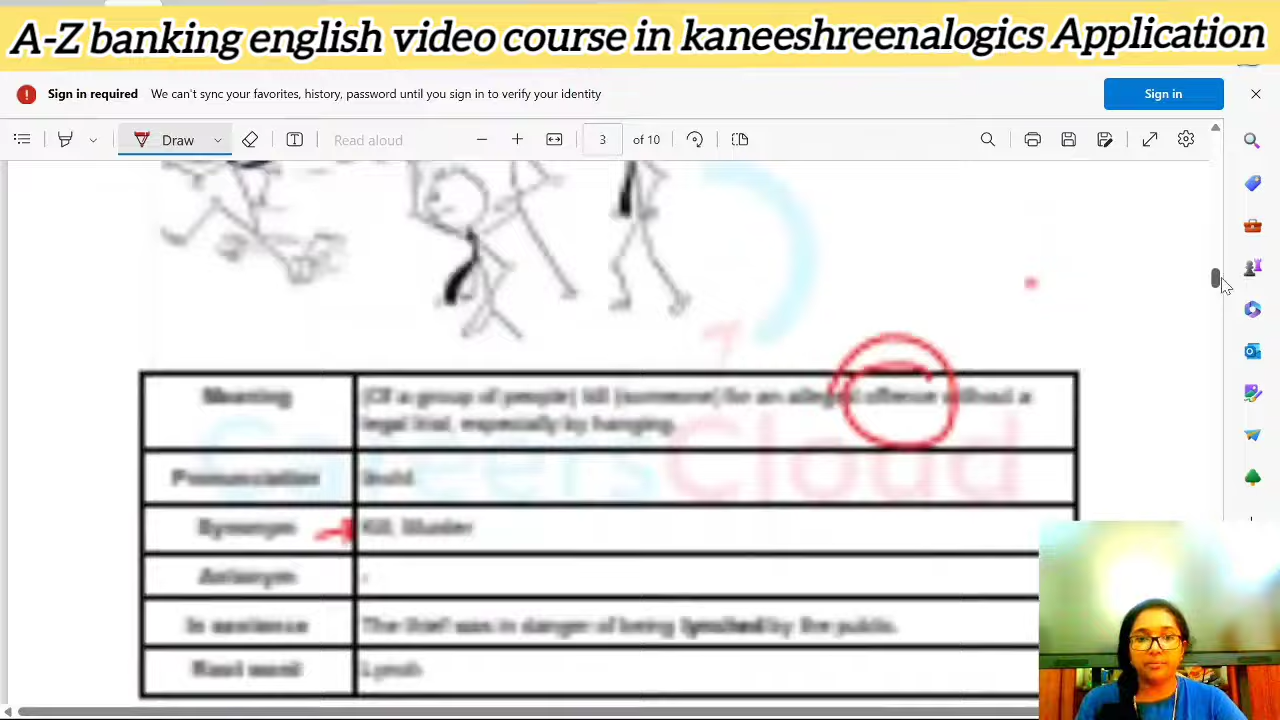 A-Z banking english video course in kaneeshreenalogics Application
Sign in required We can't sync your favorites, history, password until you sign in to verify your identity Sign in
Draw Read aloud 3 of 10
Meaning (Of a group of people) kill (someone) for an alleged offence without a
legal trial, especially by hanging.
Pronunciation
Synonym Kill, Murder
Antonym -
In sentence The thief was in danger of being lynched by the public.
Root word Lynch
CareersCloud